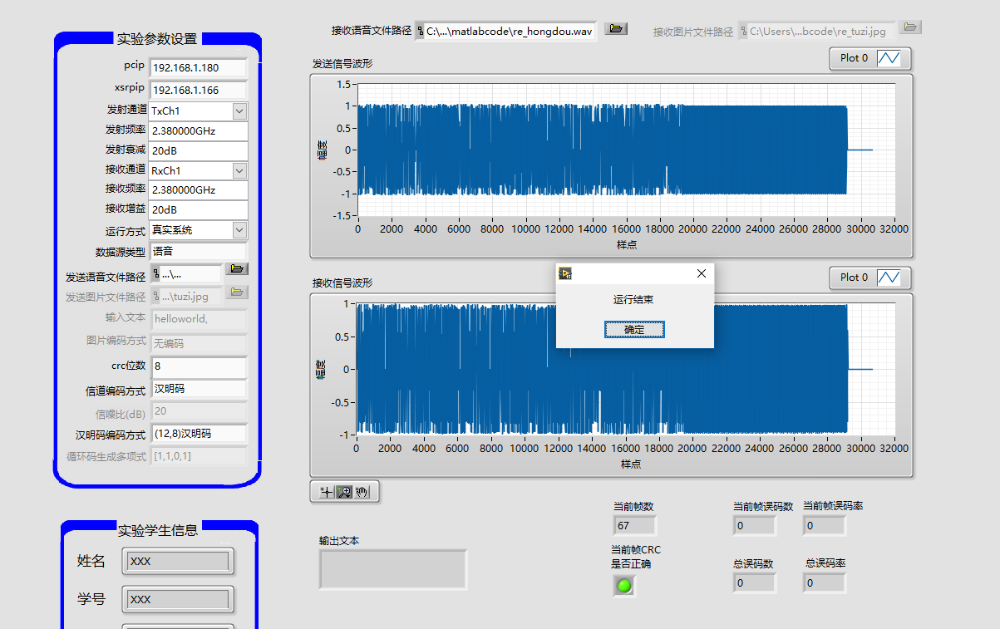 实验参数设置
pcip 192.168.1.180
xsrpip 192.168.1.166
发射通道 TxCh1
发射频率 2.380000GHz
发射衰减 20dB
接收通道 RxCh1
接收频率 2.380000GHz
接收增益 20dB
运行方式 真实系统
数据源类型 语音
发送语音文件路径 ...\...
发送图片文件路径 ...\tuzi.jpg
输入文本 helloworld,
图片编码方式 无编码
crc位数 8
信道编码方式 汉明码
信噪比(dB) 20
汉明码编码方式 (12,8)汉明码
循环码生成多项式 [1,1,0,1]
实验学生信息
姓名 XXX
学号 XXX
接收语音文件路径 C:\...\matlabcode\re_hongdou.wav
接收图片文件路径 C:\Users\...bcode\re_tuzi.jpg
发送信号波形
Plot 0
1.5
1
0.5
0
-0.5
-1
-1.5
幅度
0 2000 4000 6000 8000 10000 12000 14000 16000 18000 20000 22000 24000 26000 28000 30000 32000
样点
接收信号波形
Plot 0
1
0.5
0
-0.5
-1
幅度
0 2000 4000 6000 8000 10000 12000 14000 16000 18000 20000 22000 24000 26000 28000 30000 32000
样点
运行结束
确定
输出文本
当前帧数
67
当前帧CRC
是否正确
当前帧误码数
0
当前帧误码率
0
总误码数
0
总误码率
0